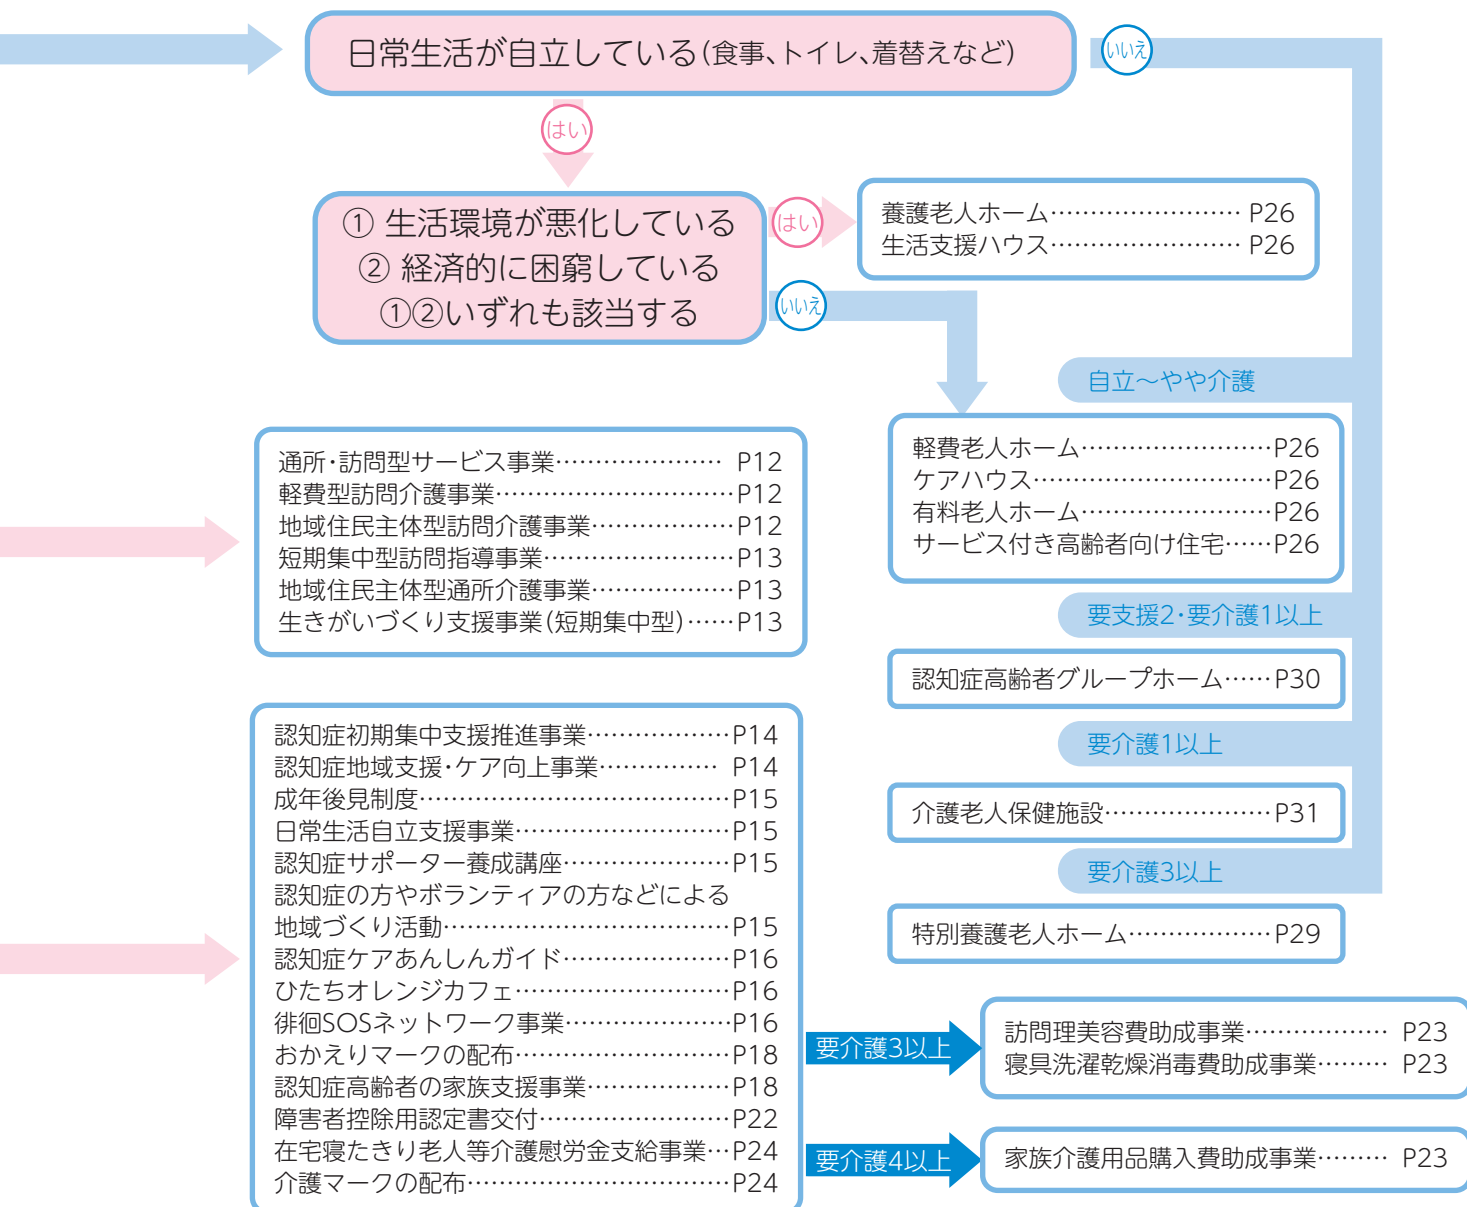 日常生活が自立している(食事、トイレ、着替えなど)
いいえ
はい
① 生活環境が悪化している
② 経済的に困窮している
①②いずれも該当する
はい
養護老人ホーム…………………… P26
生活支援ハウス…………………… P26
いいえ
自立～やや介護
軽費老人ホーム……………………P26
ケアハウス…………………………P26
有料老人ホーム……………………P26
サービス付き高齢者向け住宅……P26
要支援2・要介護1以上
認知症高齢者グループホーム……P30
要介護1以上
介護老人保健施設…………………P31
要介護3以上
特別養護老人ホーム………………P29
通所・訪問型サービス事業………………… P12
軽費型訪問介護事業…………………………P12
地域住民主体型訪問介護事業………………P12
短期集中型訪問指導事業……………………P13
地域住民主体型通所介護事業………………P13
生きがいづくり支援事業(短期集中型)……P13
認知症初期集中支援推進事業………………P14
認知症地域支援・ケア向上事業…………… P14
成年後見制度…………………………………P15
日常生活自立支援事業………………………P15
認知症サポーター養成講座…………………P15
認知症の方やボランティアの方などによる
地域づくり活動………………………………P15
認知症ケアあんしんガイド…………………P16
ひたちオレンジカフェ………………………P16
徘徊SOSネットワーク事業…………………P16
おかえりマークの配布………………………P18
認知症高齢者の家族支援事業………………P18
障害者控除用認定書交付……………………P22
在宅寝たきり老人等介護慰労金支給事業…P24
介護マークの配布……………………………P24
要介護3以上
訪問理美容費助成事業……………… P23
寝具洗濯乾燥消毒費助成事業……… P23
要介護4以上
家族介護用品購入費助成事業……… P23